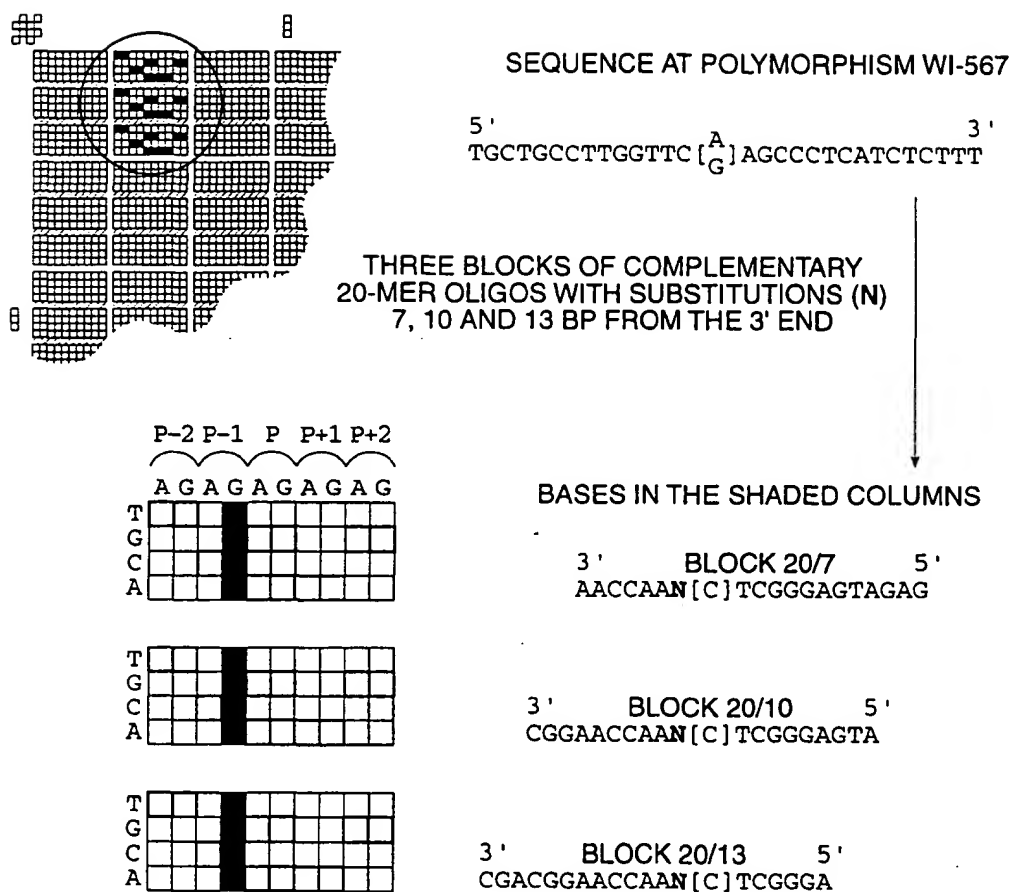 SEQUENCE AT POLYMORPHISM WI-567
5' 3'
A
TGCTGCCTTGGTTC[ ]AGCCCTCATCTCTTT
G
THREE BLOCKS OF COMPLEMENTARY
20-MER OLIGOS WITH SUBSTITUTIONS (N)
7, 10 AND 13 BP FROM THE 3' END
P-2 P-1 P P+1 P+2
A G A G A G A G A G
BASES IN THE SHADED COLUMNS
T
G
C
A
3' BLOCK 20/7 5'
AACCAAN[C]TCGGGAGTAGAG
T
G
C
A
3' BLOCK 20/10 5'
CGGAACCAAN[C]TCGGGAGTA
T
G
C
A
3' BLOCK 20/13 5'
CGACGGAACCAAN[C]TCGGGA